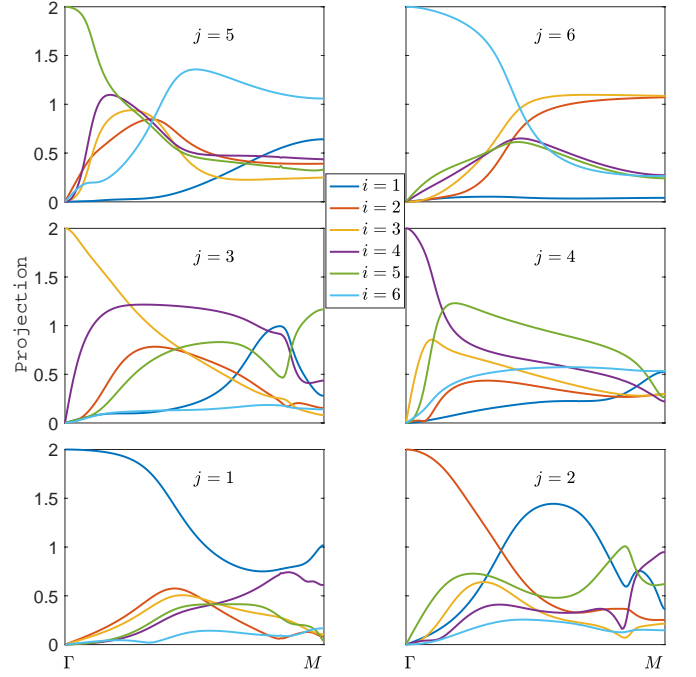 2
1.5
1
0.5
0
j = 5
j = 6
i = 1
i = 2
i = 3
i = 4
i = 5
i = 6
2
1.5
1
0.5
0
j = 3
j = 4
Projection
2
1.5
1
0.5
0
j = 1
j = 2
Γ
M
Γ
M